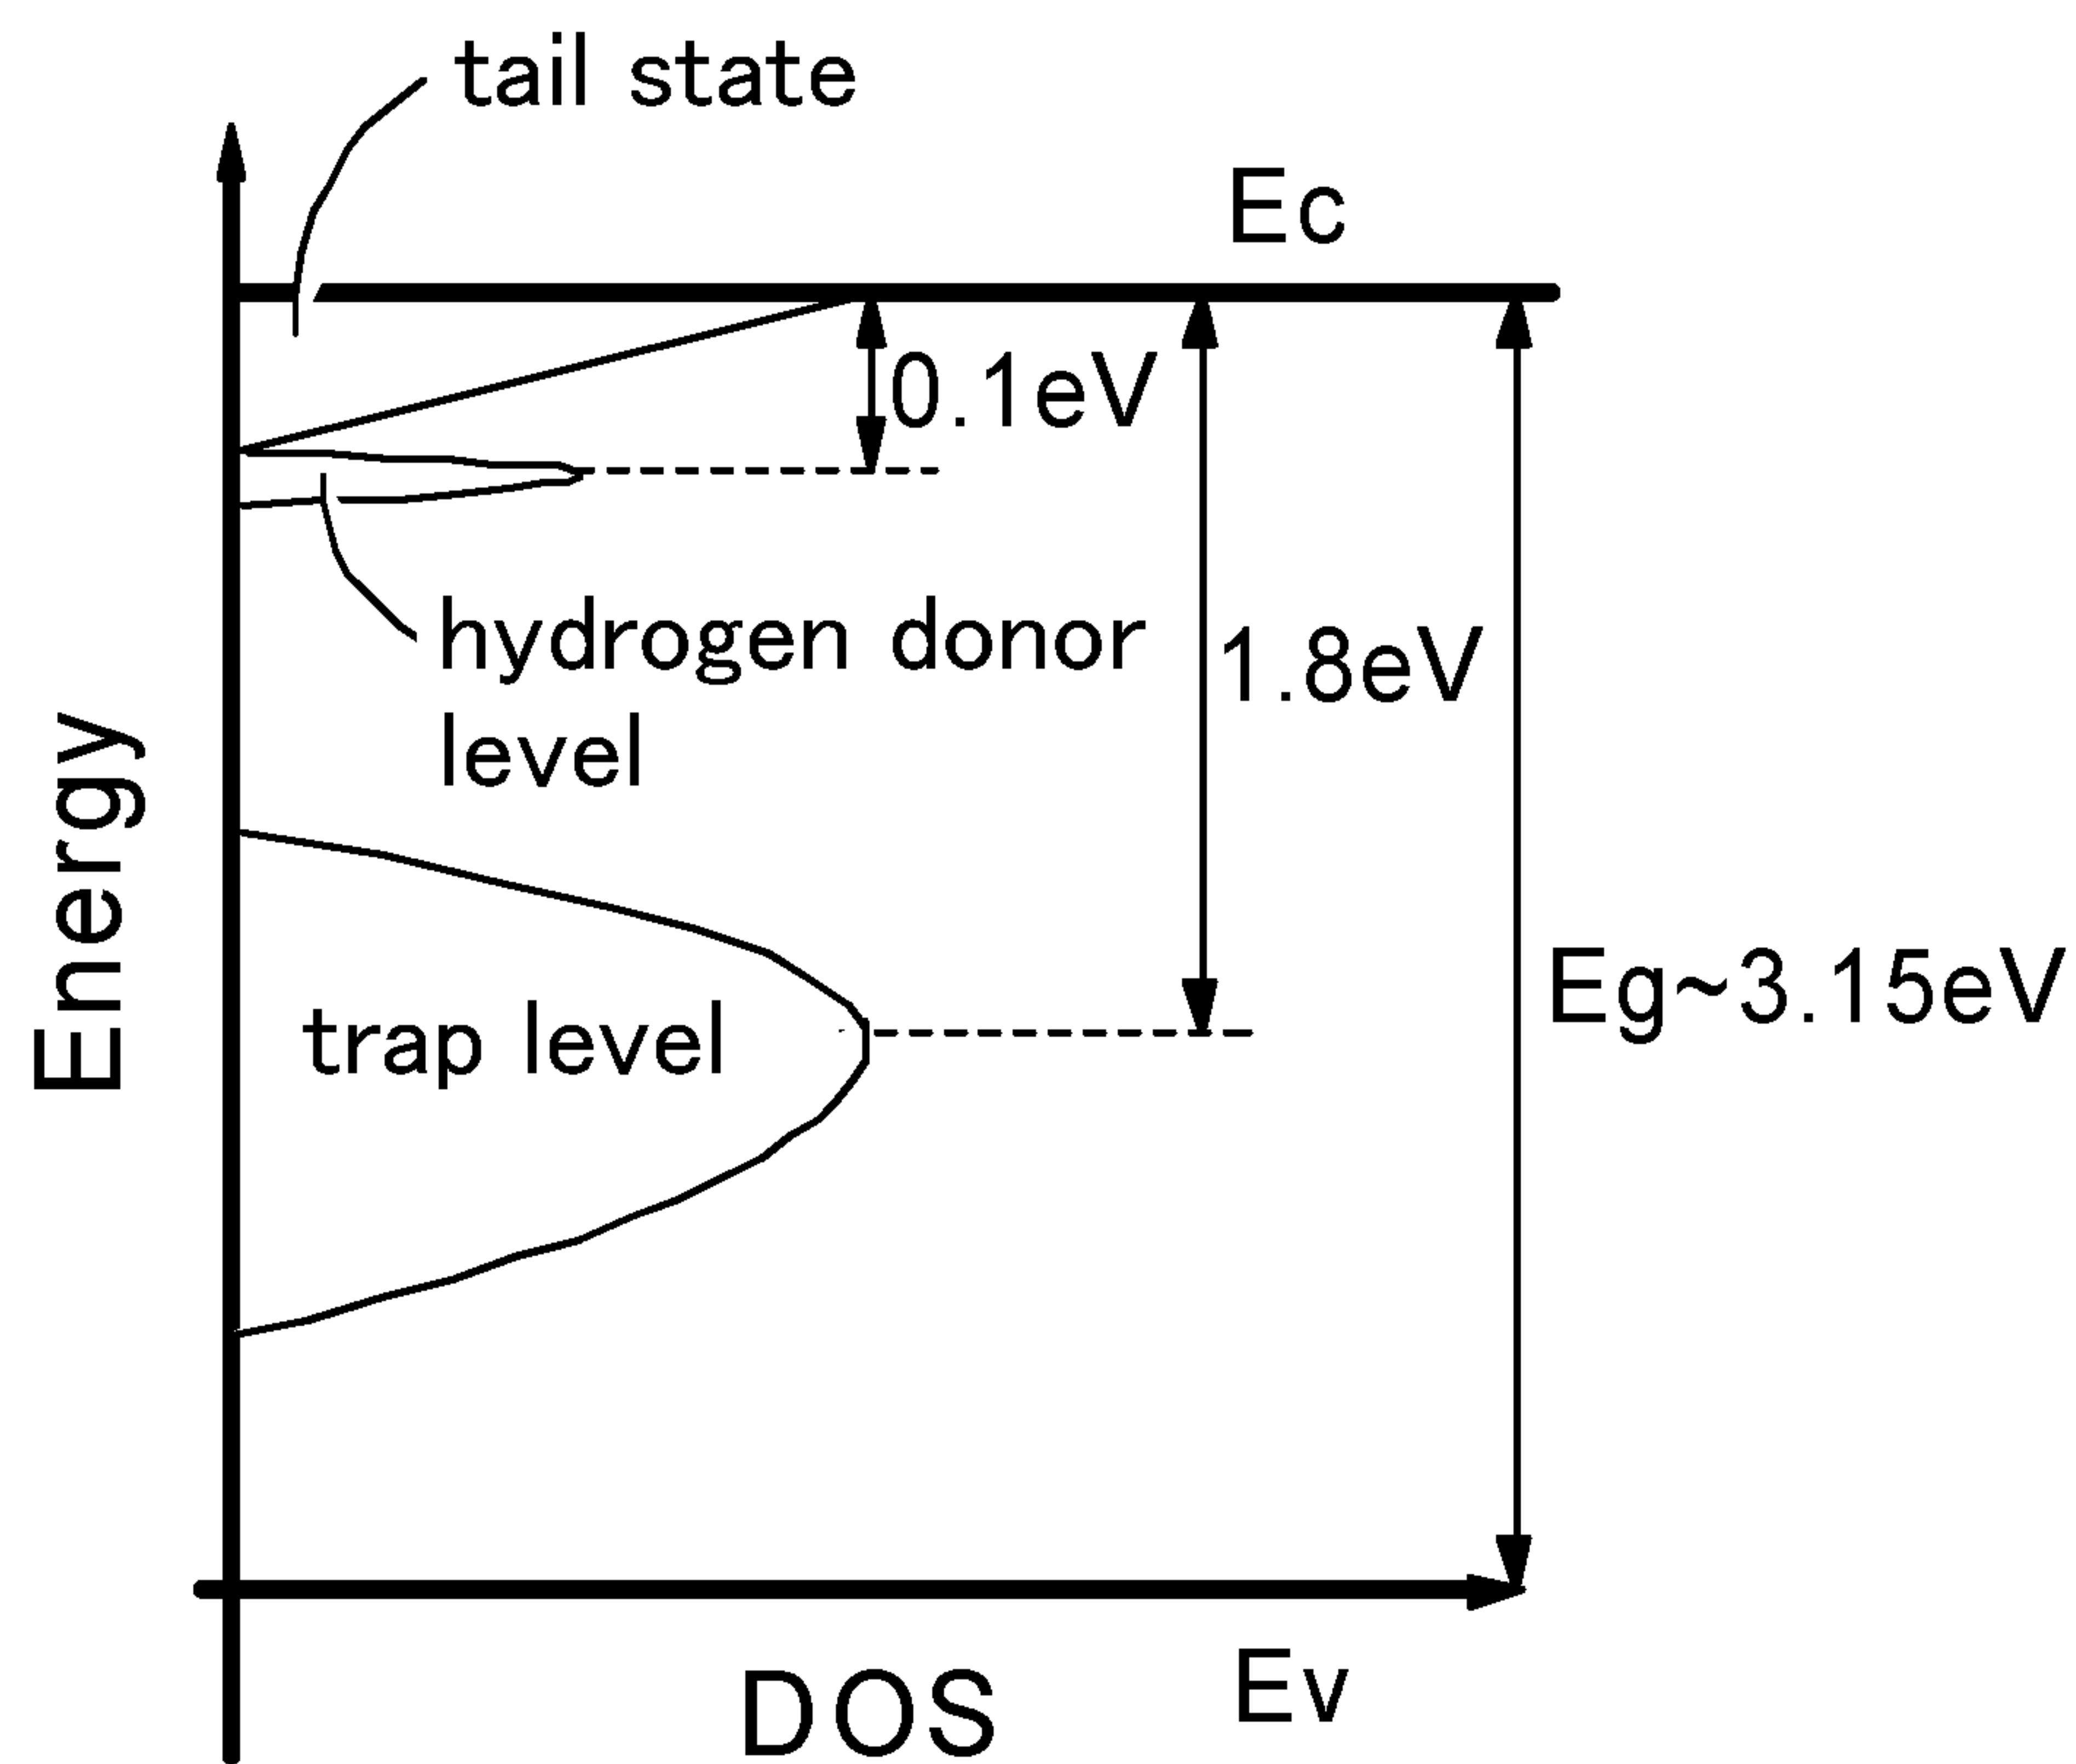 tail state
Ec
0.1eV
hydrogen donor
level
1.8eV
Energy
Eg~3.15eV
trap level
DOS
Ev